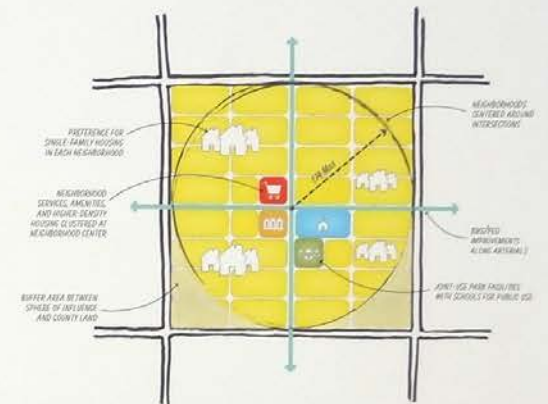 PREFERENCE FOR
SINGLE-FAMILY HOUSING
IN EACH NEIGHBORHOOD
NEIGHBORHOOD
SERVICES, AMENITIES,
AND HIGHER-DENSITY
HOUSING CLUSTERED AT
NEIGHBORHOOD CENTER
BUFFER AREA BETWEEN
SPHERE OF INFLUENCE
AND COUNTY LAND
NEIGHBORHOODS
CENTERED AROUND
INTERSECTIONS
IMPROVEMENTS
ALONG ARTERIALS
JOINT-USE PARK FACILITIES
WITH SCHOOLS FOR PUBLIC USE